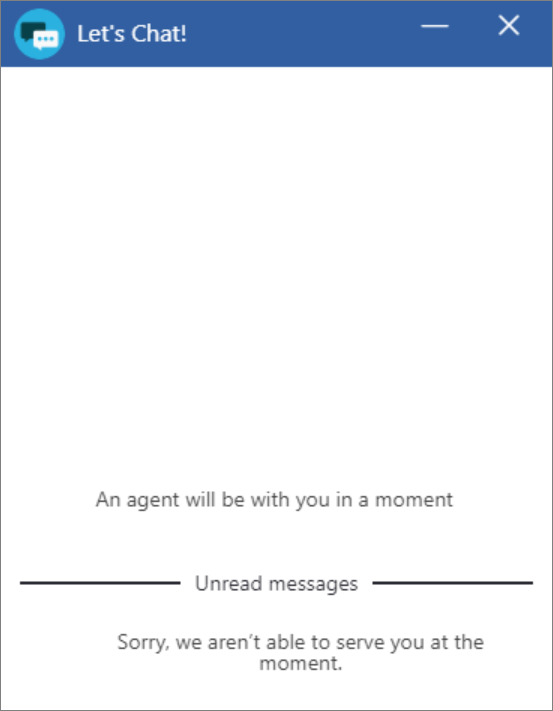 Let's Chat!
An agent will be with you in a moment
Unread messages
Sorry, we aren’t able to serve you at the
moment.